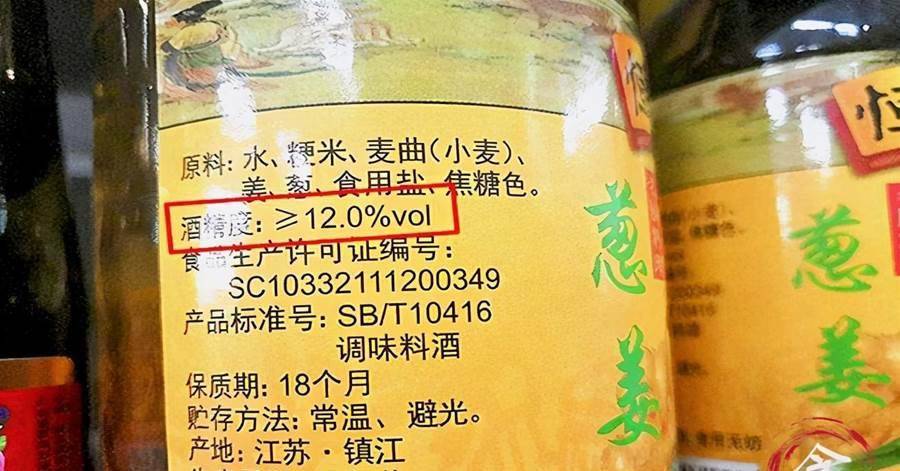 原料: 水、粳米、麦曲(小麦)、
姜、葱、食用盐、焦糖色。
酒精度: ≥12.0%vol
食品生产许可证编号:
SC10332111200349
产品标准号: SB/T10416
调味料酒
保质期: 18个月
贮存方法: 常温、避光。
产地: 江苏·镇江
葱
姜
恒
葱
姜